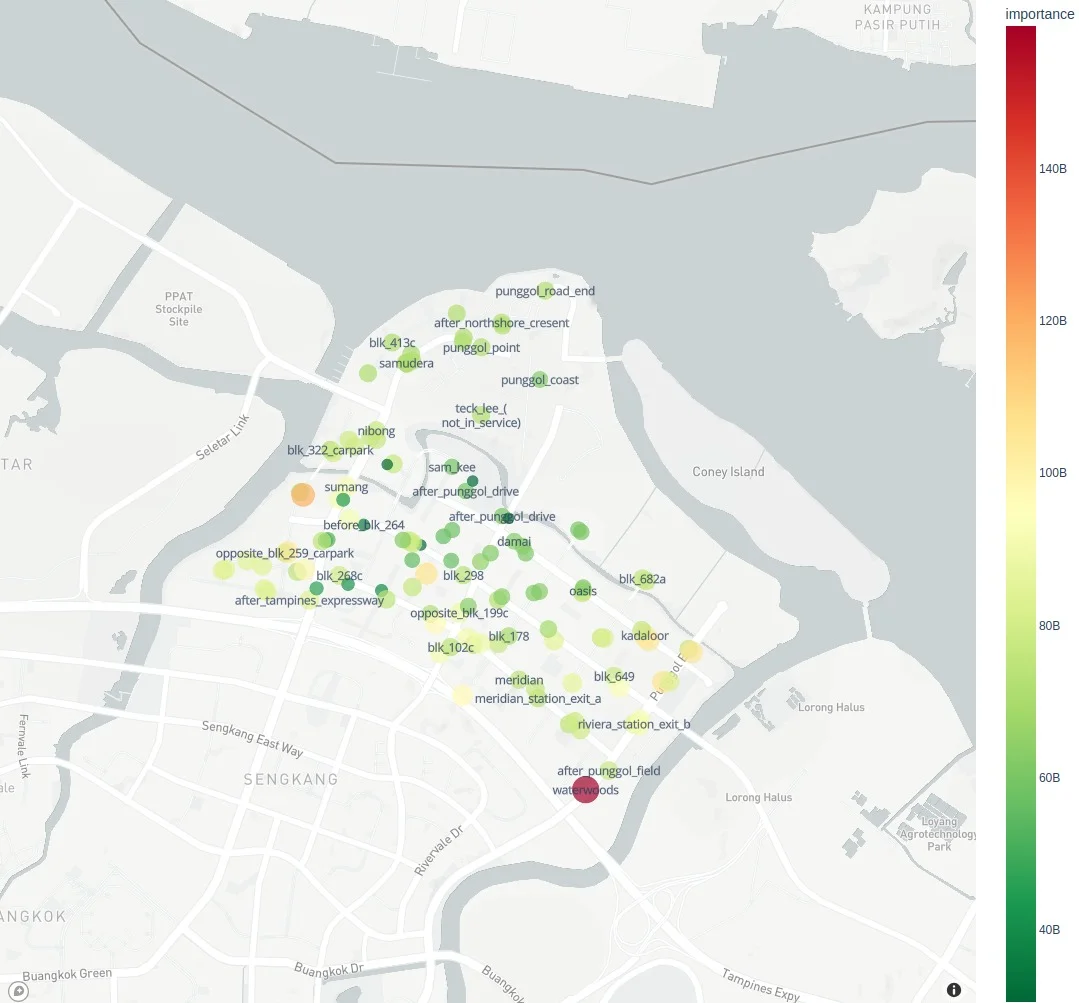 KAMPUNG
PASIR PUTIH
importance
140B
120B
100B
80B
60B
40B
PPAT
Stockpile
Site
Seletar Link
TAR
Coney Island
punggol_road_end
after_northshore_cresent
blk_413c
punggol_point
samudera
punggol_coast
teck_lee_(
not_in_service)
nibong
blk_322_carpark
sam_kee
sumang
after_punggol_drive
after_punggol_drive
before_blk_264
damai
opposite_blk_259_carpark
blk_268c
blk_298
blk_682a
oasis
after_tampines_expressway
opposite_blk_199c
blk_178
kadaloor
blk_102c
meridian
blk_649
meridian_station_exit_a
riviera_station_exit_b
after_punggol_field
waterwoods
Lorong Halus
Lorong Halus
Loyang
Agrotechnology
Park
Fernvale Link
Sengkang East Way
SENGKANG
Rivervale Dr
ale
ANGKOK
Buangkok Green
Buangkok Dr
Buangkok
Tampines Expy